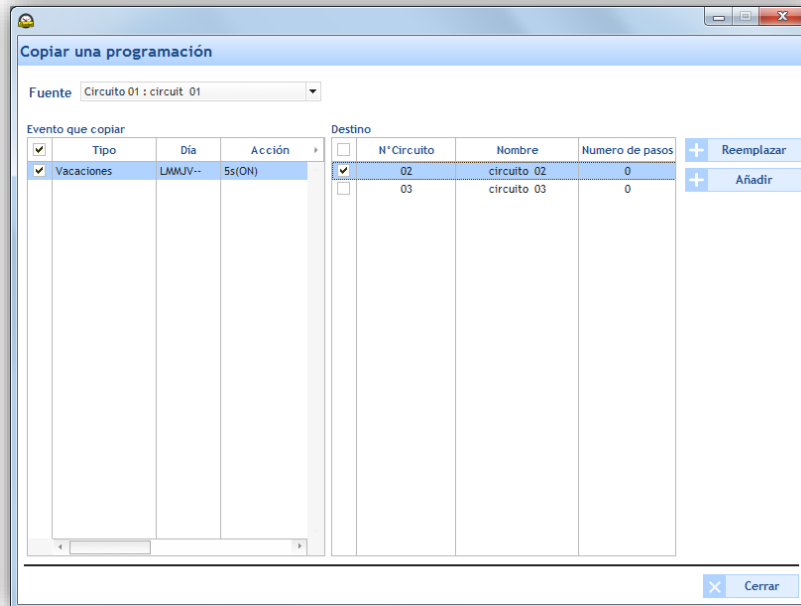 Copiar una programación
Fuente Circuito 01 : circuit 01
Evento que copiar
Tipo Día Acción
Vacaciones LMMJV-- 5s(ON)
Destino
N°Circuito Nombre Numero de pasos
02 circuito 02 0
03 circuito 03 0
Reemplazar
Añadir
Cerrar